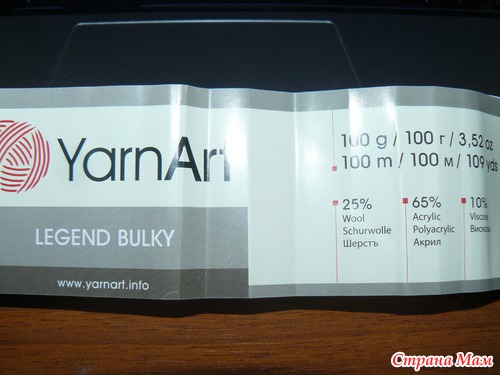 YarnArt
LEGEND BULKY
www.yarnart.info
100 g / 100 г / 3,52 oz
100 m / 100 м / 109 yds
25%
Wool
Schurwolle
Шерстъ
65%
Acrylic
Polyacrylic
Акрил
10%
Viscose
Вискоза
Страна Мам